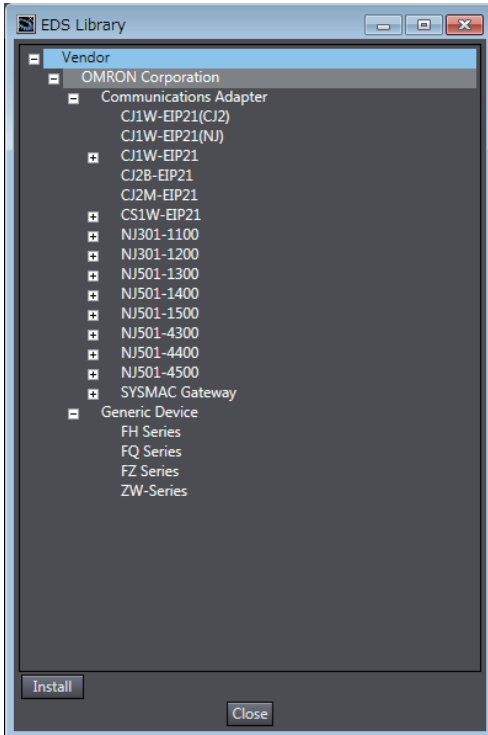 EDS Library
Vendor
OMRON Corporation
Communications Adapter
CJ1W-EIP21(CJ2)
CJ1W-EIP21(NJ)
CJ1W-EIP21
CJ2B-EIP21
CJ2M-EIP21
CS1W-EIP21
NJ301-1100
NJ301-1200
NJ501-1300
NJ501-1400
NJ501-1500
NJ501-4300
NJ501-4400
NJ501-4500
SYSMAC Gateway
Generic Device
FH Series
FQ Series
FZ Series
ZW-Series
Install
Close